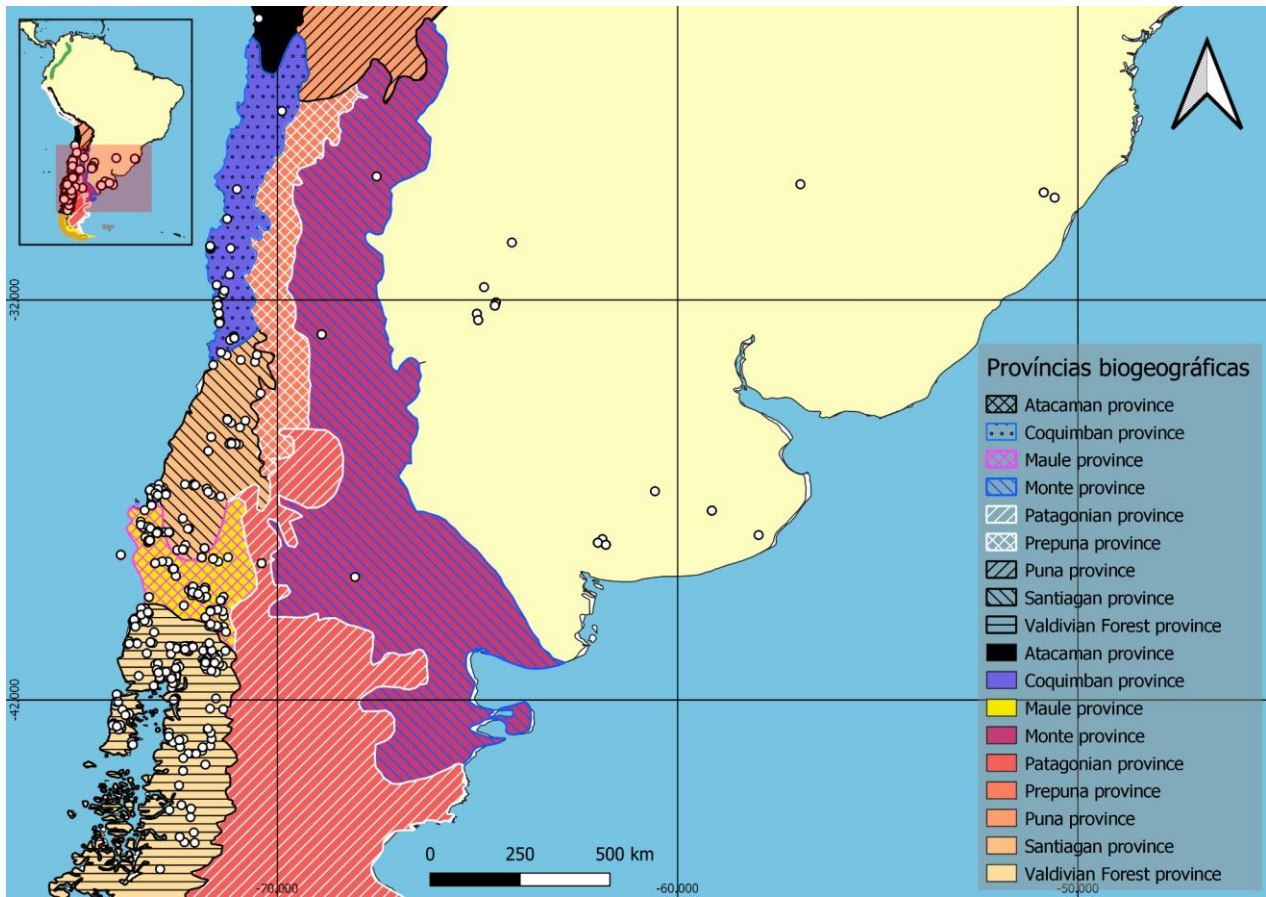 -32.000
-42.000
-70.000
-60.000
-50.000
0 250 500 km
Províncias biogeográficas
Atacaman province
Coquimban province
Maule province
Monte province
Patagonian province
Prepuna province
Puna province
Santiagan province
Valdivian Forest province
Atacaman province
Coquimban province
Maule province
Monte province
Patagonian province
Prepuna province
Puna province
Santiagan province
Valdivian Forest province